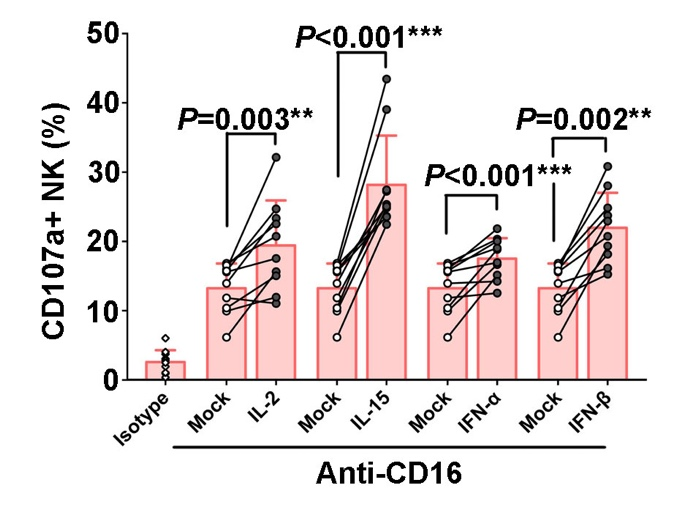 50
P<0.001***
40
P=0.003**
P=0.002**
30
P<0.001***
20
10
0
CD107a+ NK (%)
Isotype
Mock
IL-2
Mock
IL-15
Mock
IFN-α
Mock
IFN-β
Anti-CD16